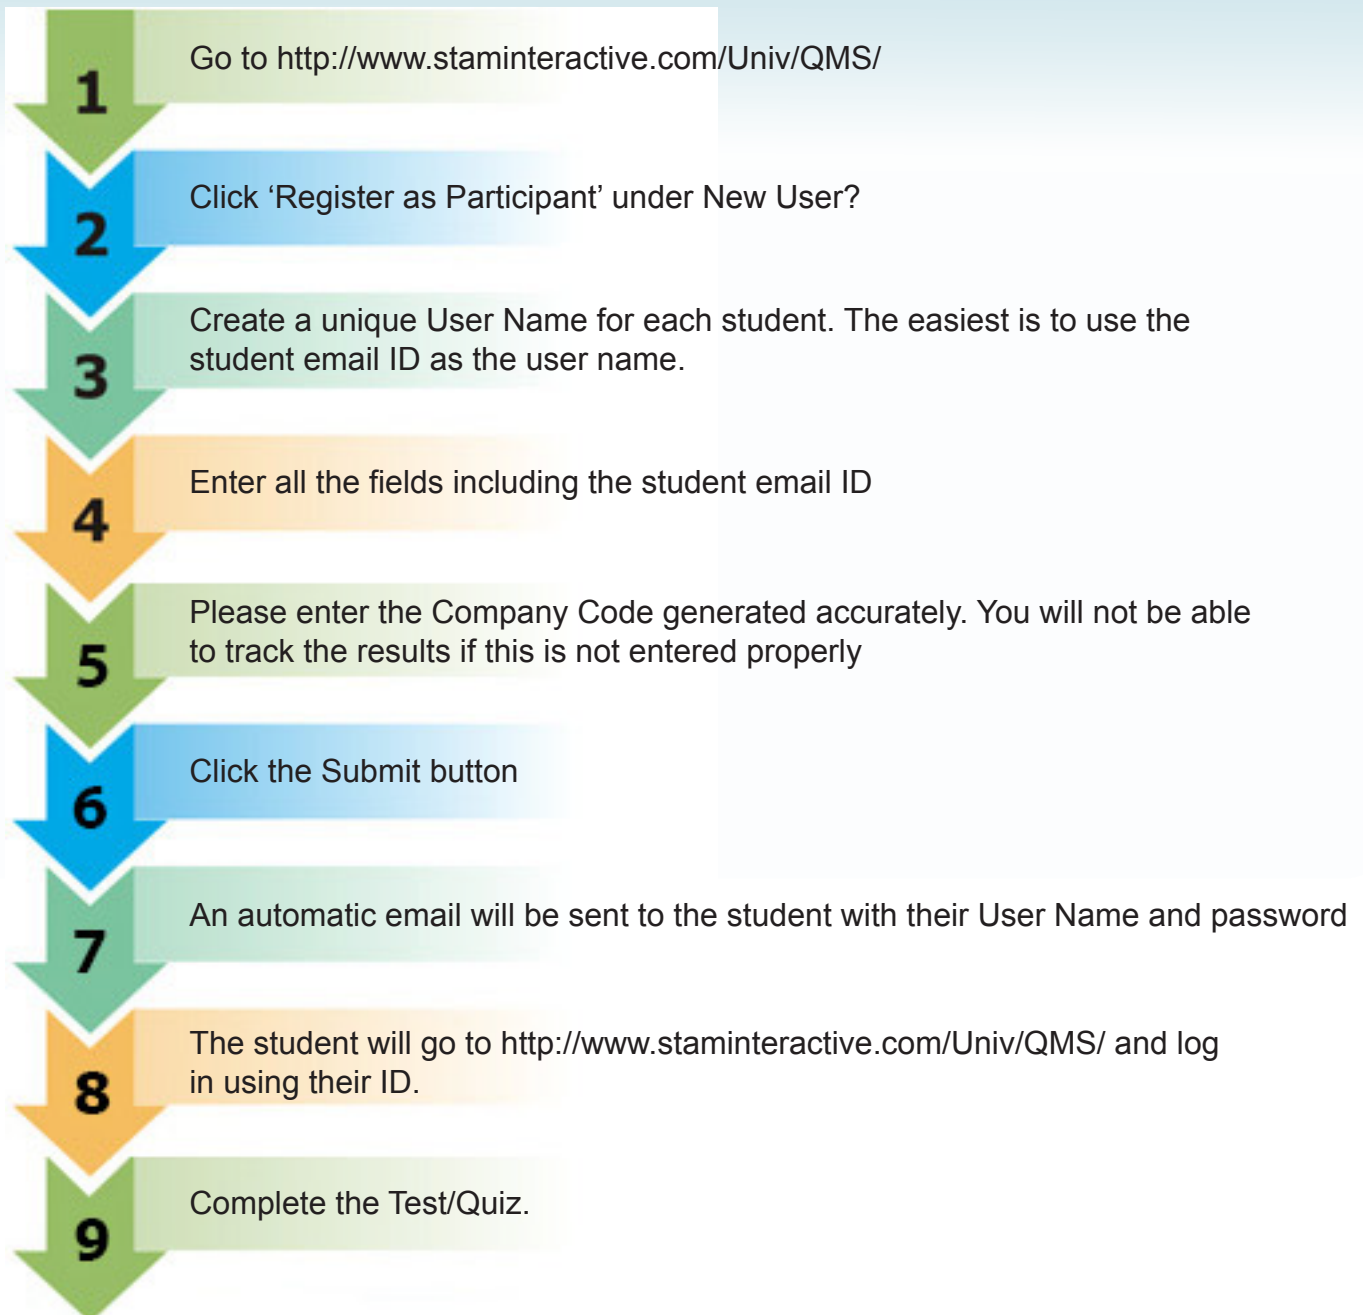 1
Go to http://www.staminteractive.com/Univ/QMS/
2
Click ‘Register as Participant’ under New User?
3
Create a unique User Name for each student. The easiest is to use the
student email ID as the user name.
4
Enter all the fields including the student email ID
5
Please enter the Company Code generated accurately. You will not be able
to track the results if this is not entered properly
6
Click the Submit button
7
An automatic email will be sent to the student with their User Name and password
8
The student will go to http://www.staminteractive.com/Univ/QMS/ and log
in using their ID.
9
Complete the Test/Quiz.